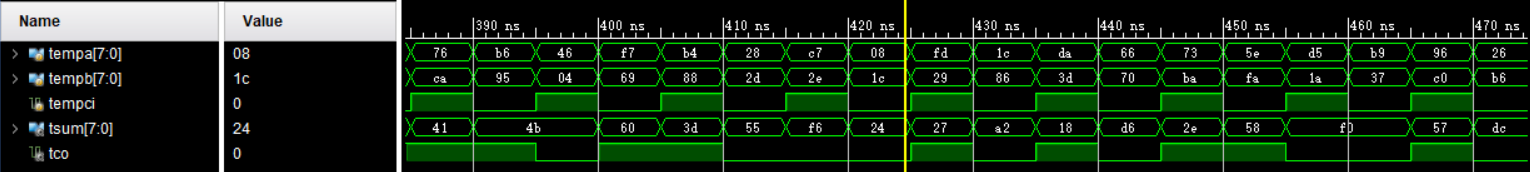 Name Value 390 ns 400 ns 410 ns 420 ns 430 ns 440 ns 450 ns 460 ns 470 ns
tempa[7:0] 08 76 b6 46 f7 b4 28 c7 08 fd 1c da 66 73 5e d5 b9 96 26
tempb[7:0] 1c ca 95 04 69 88 2d 2e 1c 29 86 3d 70 ba fa 1a 37 c0 b6
tempci 0
tsum[7:0] 24 41 4b 60 3d 55 f6 24 27 a2 18 d6 2e 58 f0 57 dc
tco 0